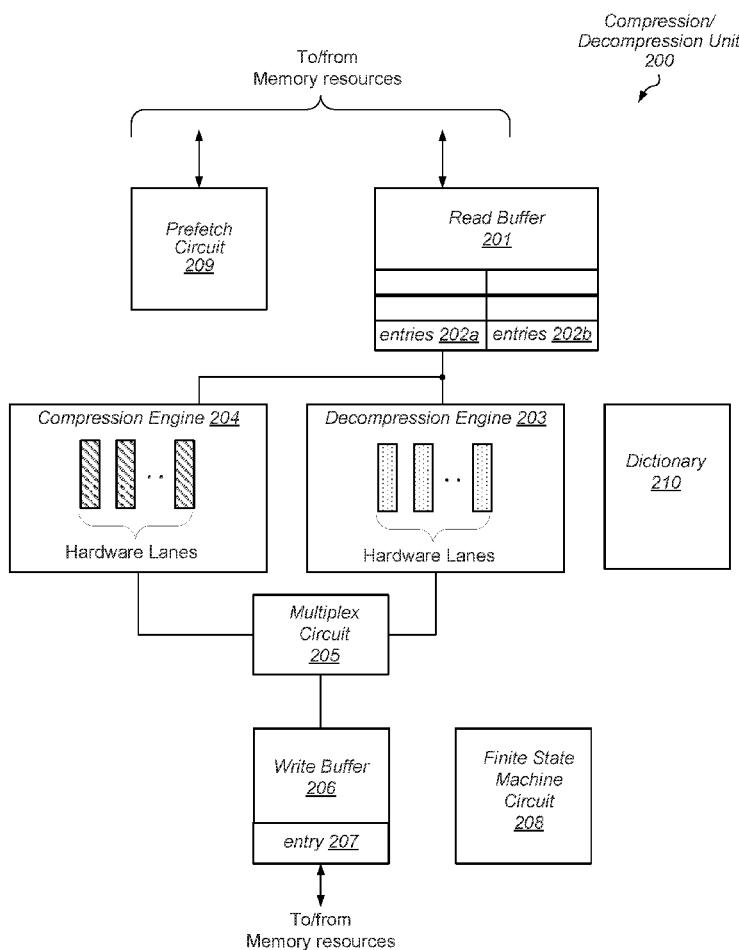 Compression/
Decompression Unit
200
To/from
Memory resources
Prefetch
Circuit
209
Read Buffer
201
entries 202a entries 202b
Compression Engine 204
Decompression Engine 203
. .
. .
Hardware Lanes
Hardware Lanes
Dictionary
210
Multiplex
Circuit
205
Write Buffer
206
entry 207
Finite State
Machine
Circuit
208
To/from
Memory resources